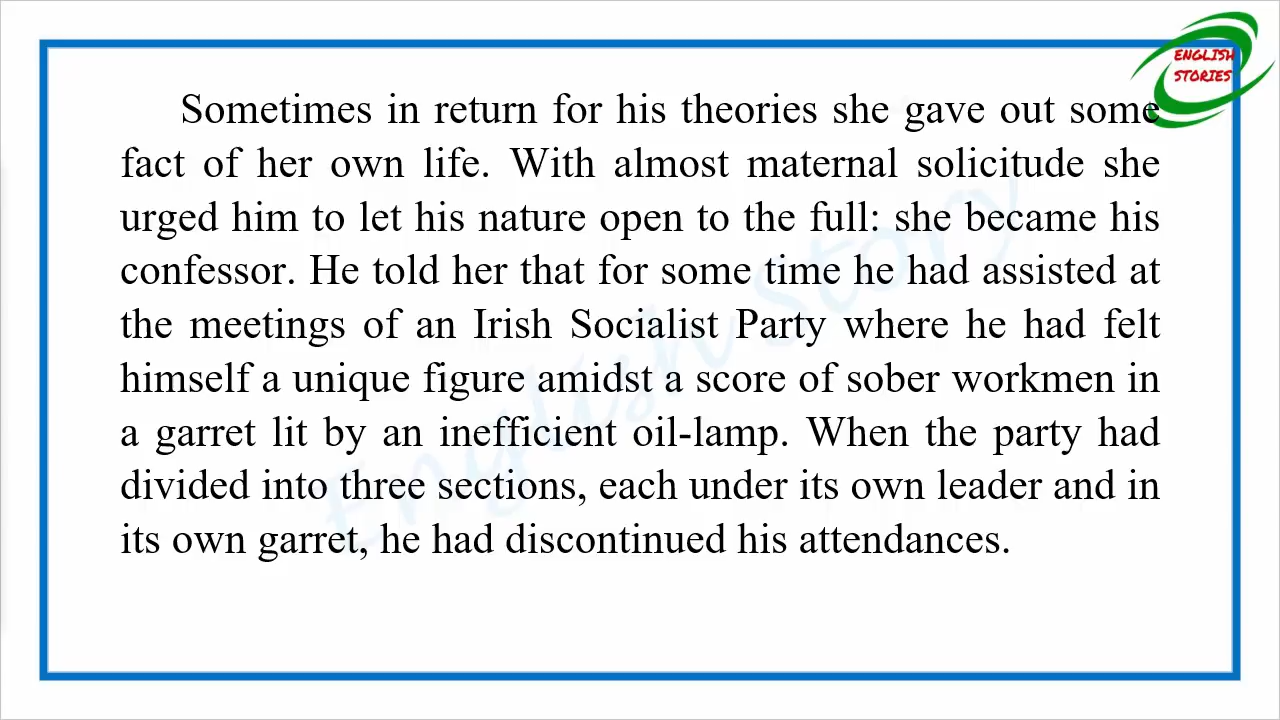 ENGLISH
STORIES
Sometimes in return for his theories she gave out some
fact of her own life. With almost maternal solicitude she
urged him to let his nature open to the full: she became his
confessor. He told her that for some time he had assisted at
the meetings of an Irish Socialist Party where he had felt
himself a unique figure amidst a score of sober workmen in
a garret lit by an inefficient oil-lamp. When the party had
divided into three sections, each under its own leader and in
its own garret, he had discontinued his attendances.
English Story